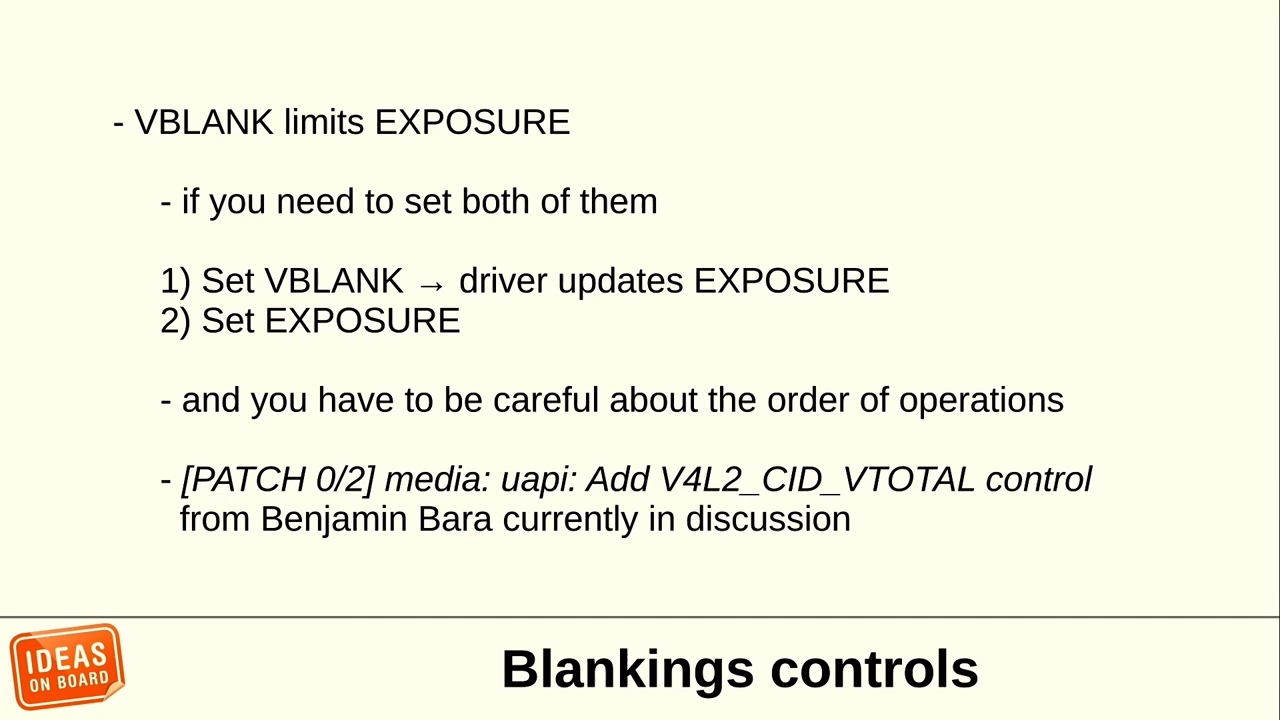 - VBLANK limits EXPOSURE
- if you need to set both of them
1) Set VBLANK → driver updates EXPOSURE
2) Set EXPOSURE
- and you have to be careful about the order of operations
- [PATCH 0/2] media: uapi: Add V4L2_CID_VTOTAL control
from Benjamin Bara currently in discussion
IDEAS
ON BOARD
Blankings controls